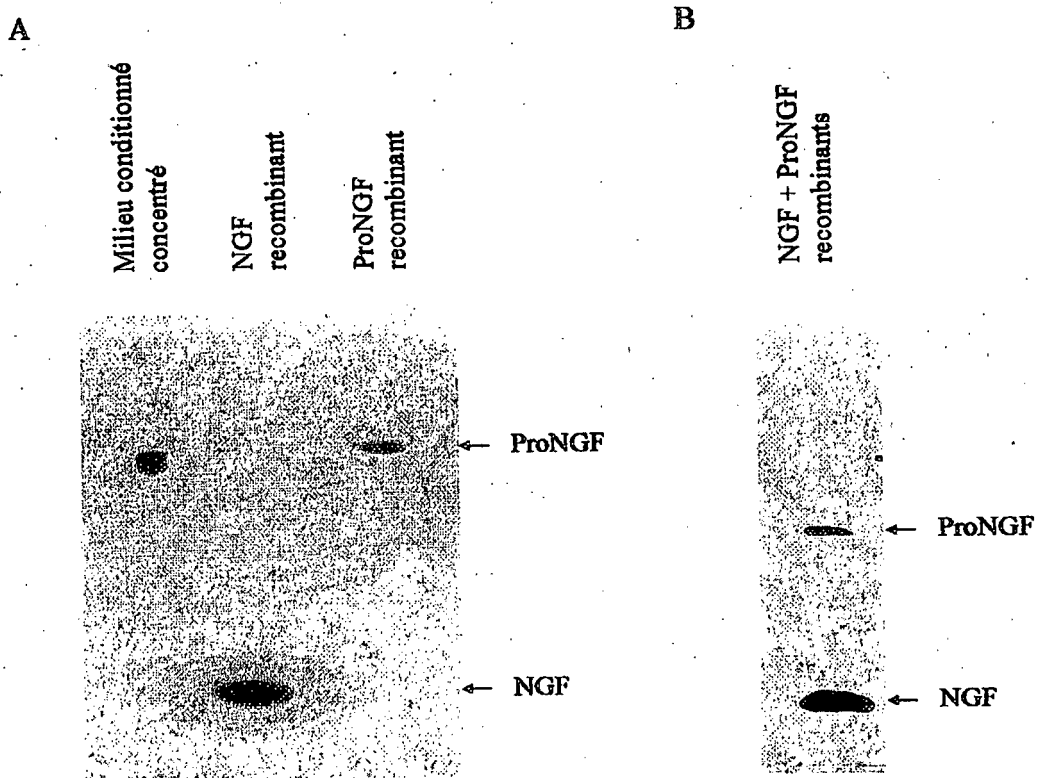 A
B
Milieu conditionné
concentré
NGF
recombinant
ProNGF
recombinant
NGF + ProNGF
recombinants
ProNGF
NGF
ProNGF
NGF